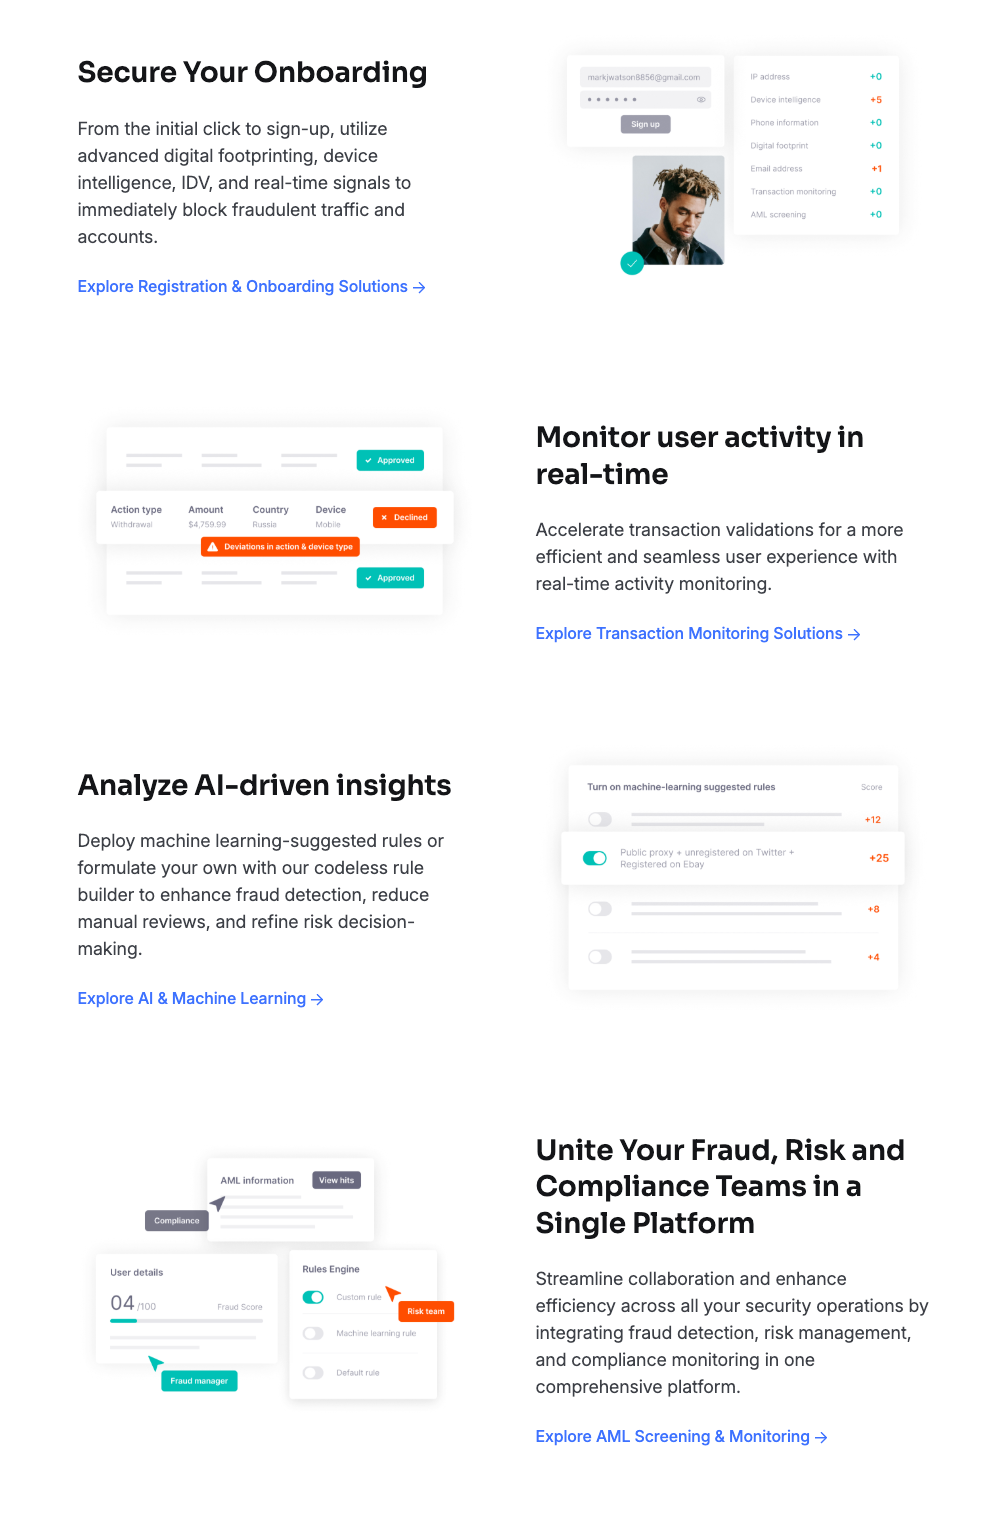 Secure Your Onboarding
From the initial click to sign-up, utilize
advanced digital footprinting, device
intelligence, IDV, and real-time signals to
immediately block fraudulent traffic and
accounts.
Explore Registration & Onboarding Solutions →
markjwatson8856@gmail.com
Sign up
IP address +0
Device intelligence +5
Phone information +0
Digital footprint +0
Email address +1
Transaction monitoring +0
AML screening +0
Approved
Action type Amount Country Device
Withdrawal $4,759.99 Russia Mobile
Declined
Deviations in action & device type
Approved
Monitor user activity in
real-time
Accelerate transaction validations for a more
efficient and seamless user experience with
real-time activity monitoring.
Explore Transaction Monitoring Solutions →
Analyze AI-driven insights
Deploy machine learning-suggested rules or
formulate your own with our codeless rule
builder to enhance fraud detection, reduce
manual reviews, and refine risk decision-
making.
Explore AI & Machine Learning →
Turn on machine-learning suggested rules Score
+12
Public proxy + unregistered on Twitter +
Registered on Ebay
+25
+8
+4
AML information View hits
Compliance
User details
04 /100 Fraud Score
Fraud manager
Rules Engine
Custom rule
Risk team
Machine learning rule
Default rule
Unite Your Fraud, Risk and
Compliance Teams in a
Single Platform
Streamline collaboration and enhance
efficiency across all your security operations by
integrating fraud detection, risk management,
and compliance monitoring in one
comprehensive platform.
Explore AML Screening & Monitoring →